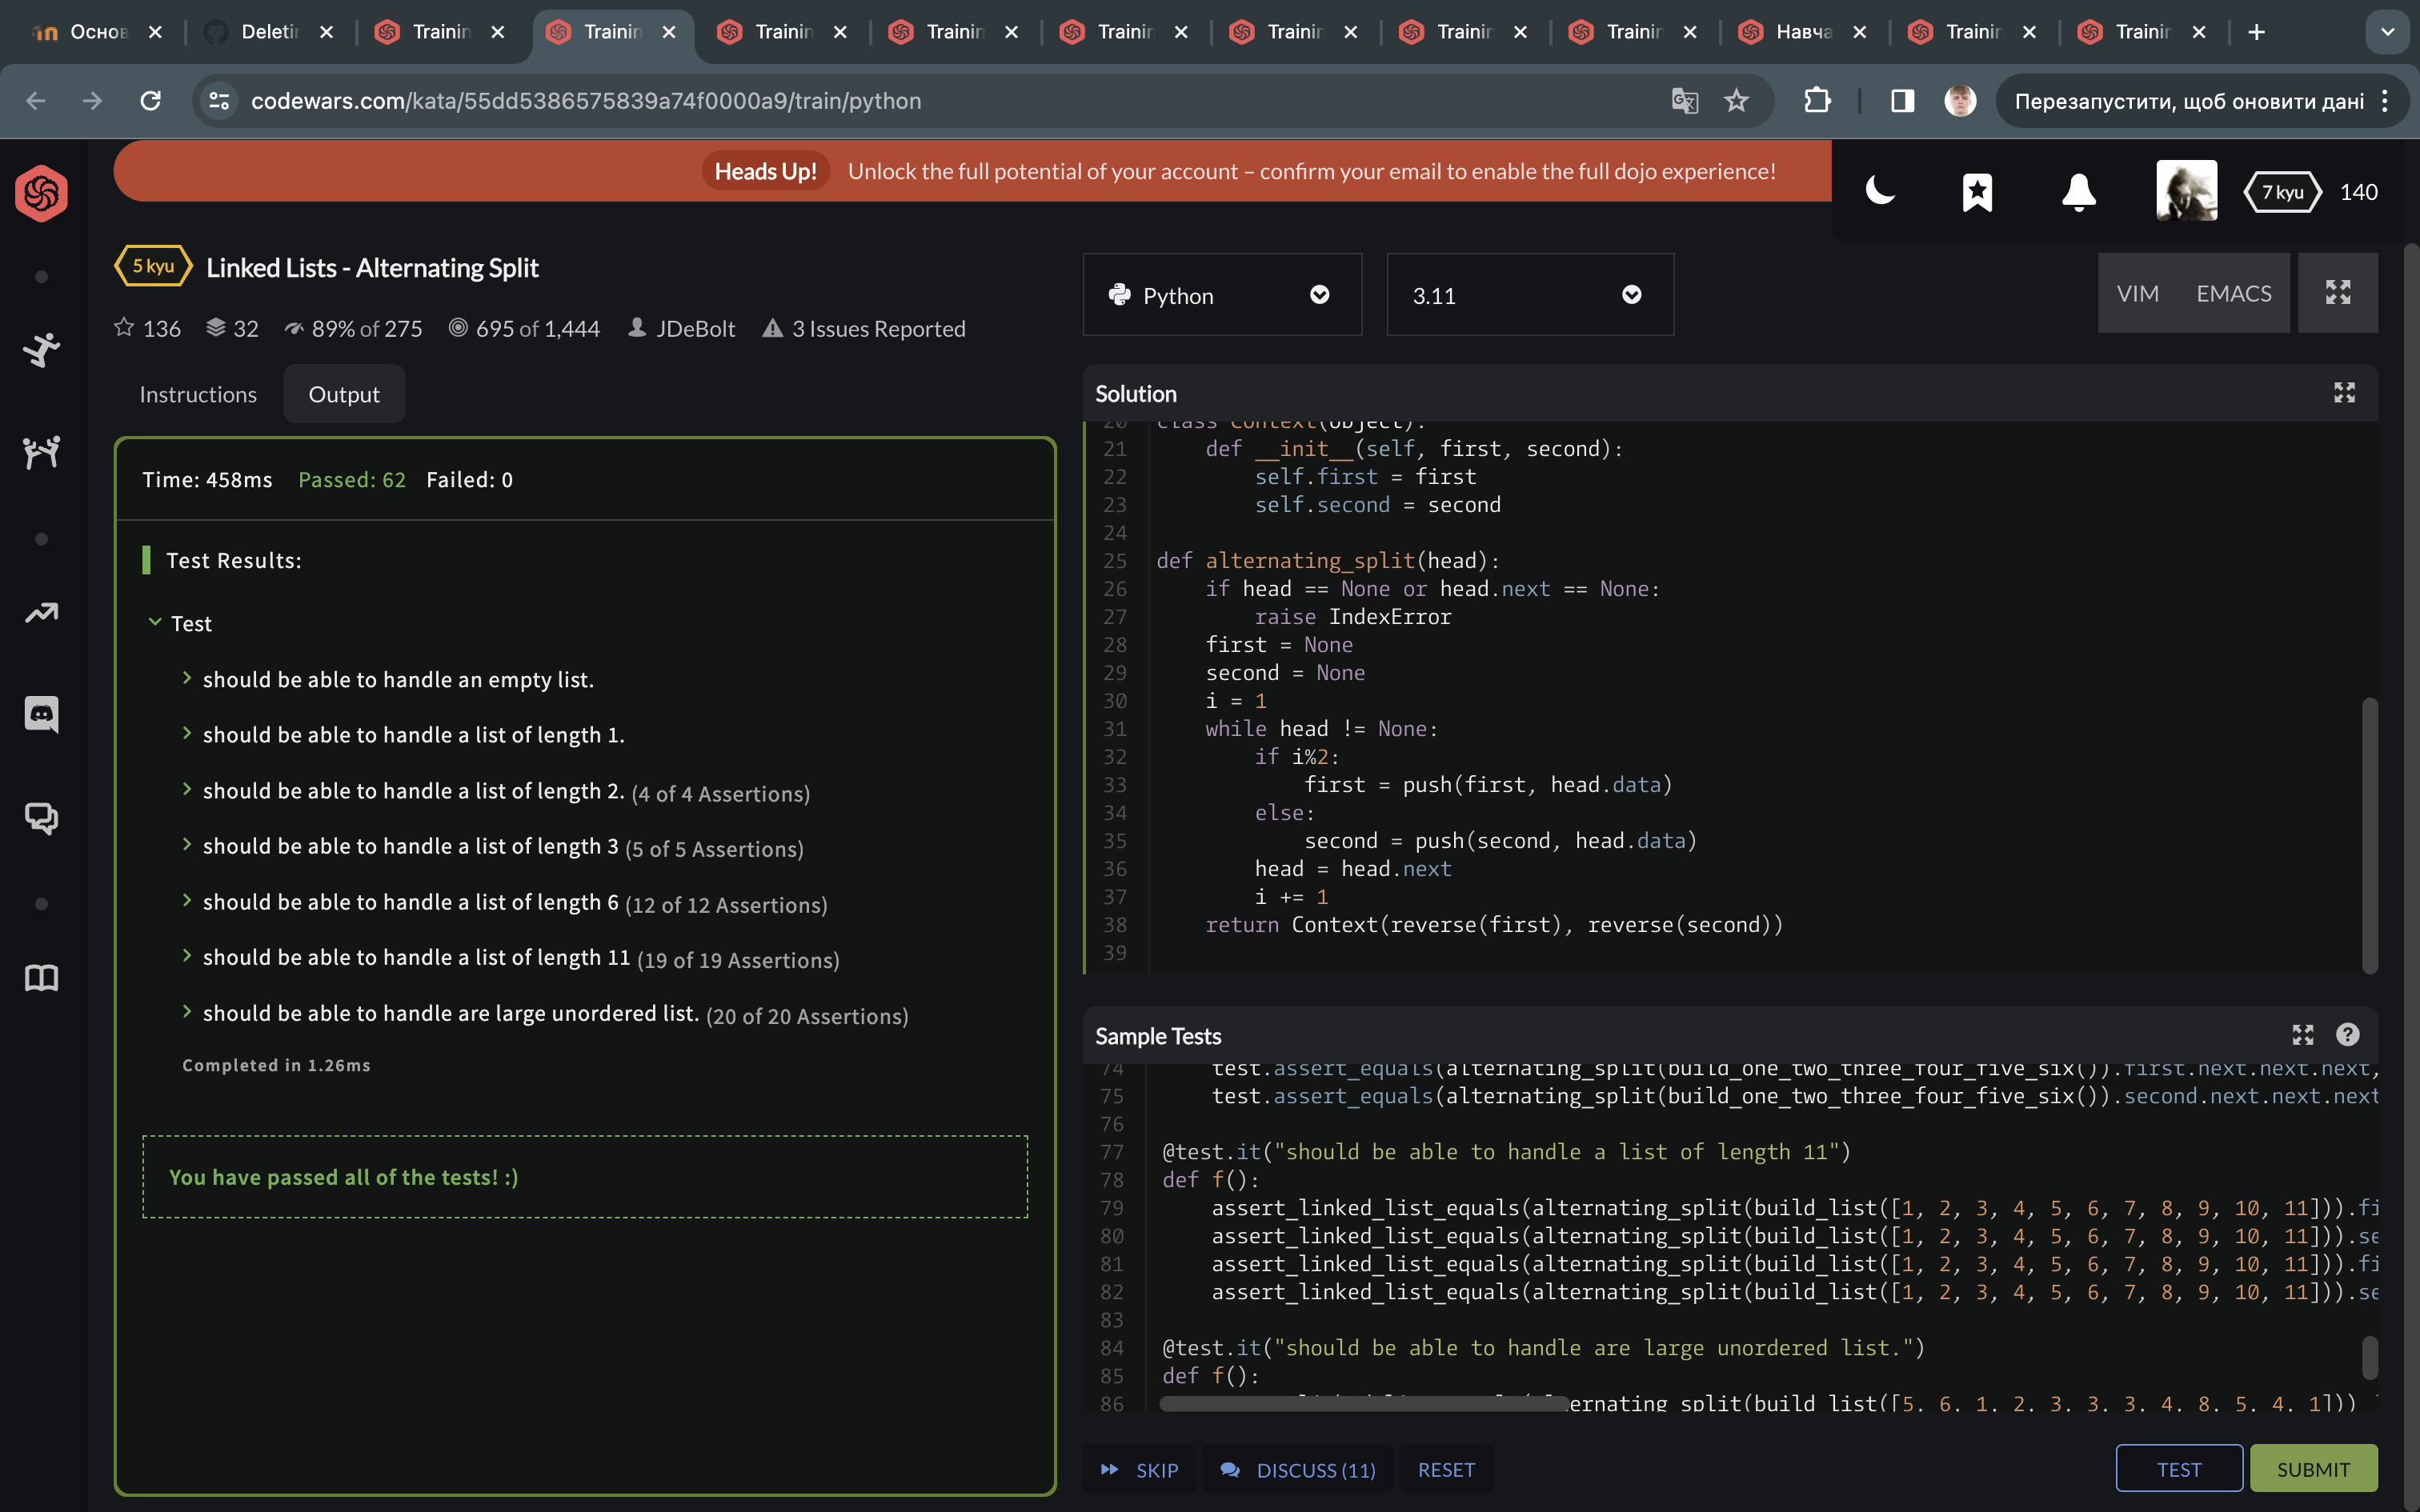 Основ
Deletin
Trainin
Trainin
Trainin
Trainin
Trainin
Trainin
Trainin
Trainin
Навча
Trainin
Trainin
codewars.com/kata/55dd5386575839a74f0000a9/train/python
Перезапустити, щоб оновити дані
Heads Up! Unlock the full potential of your account – confirm your email to enable the full dojo experience!
7 kyu 140
5 kyu Linked Lists - Alternating Split
136 32 89% of 275 695 of 1,444 JDeBolt 3 Issues Reported
Instructions Output
Time: 458ms Passed: 62 Failed: 0
Test Results:
Test
should be able to handle an empty list.
should be able to handle a list of length 1.
should be able to handle a list of length 2. (4 of 4 Assertions)
should be able to handle a list of length 3 (5 of 5 Assertions)
should be able to handle a list of length 6 (12 of 12 Assertions)
should be able to handle a list of length 11 (19 of 19 Assertions)
should be able to handle are large unordered list. (20 of 20 Assertions)
Completed in 1.26ms
You have passed all of the tests! :)
Python 3.11 VIM EMACS
Solution
20 class Context(object):
21 def __init__(self, first, second):
22 self.first = first
23 self.second = second
24
25 def alternating_split(head):
26 if head == None or head.next == None:
27 raise IndexError
28 first = None
29 second = None
30 i = 1
31 while head != None:
32 if i%2:
33 first = push(first, head.data)
34 else:
35 second = push(second, head.data)
36 head = head.next
37 i += 1
38 return Context(reverse(first), reverse(second))
39
Sample Tests
74 test.assert_equals(alternating_split(build_one_two_three_four_five_six()).first.next.next.next,
75 test.assert_equals(alternating_split(build_one_two_three_four_five_six()).second.next.next.next
76
77 @test.it("should be able to handle a list of length 11")
78 def f():
79 assert_linked_list_equals(alternating_split(build_list([1, 2, 3, 4, 5, 6, 7, 8, 9, 10, 11])).fi
80 assert_linked_list_equals(alternating_split(build_list([1, 2, 3, 4, 5, 6, 7, 8, 9, 10, 11])).se
81 assert_linked_list_equals(alternating_split(build_list([1, 2, 3, 4, 5, 6, 7, 8, 9, 10, 11])).fi
82 assert_linked_list_equals(alternating_split(build_list([1, 2, 3, 4, 5, 6, 7, 8, 9, 10, 11])).se
83
84 @test.it("should be able to handle are large unordered list.")
85 def f():
86 ernating_split(build_list([5, 6, 1, 2, 3, 3, 3, 4, 8, 5, 4, 1]))
SKIP DISCUSS (11) RESET TEST SUBMIT